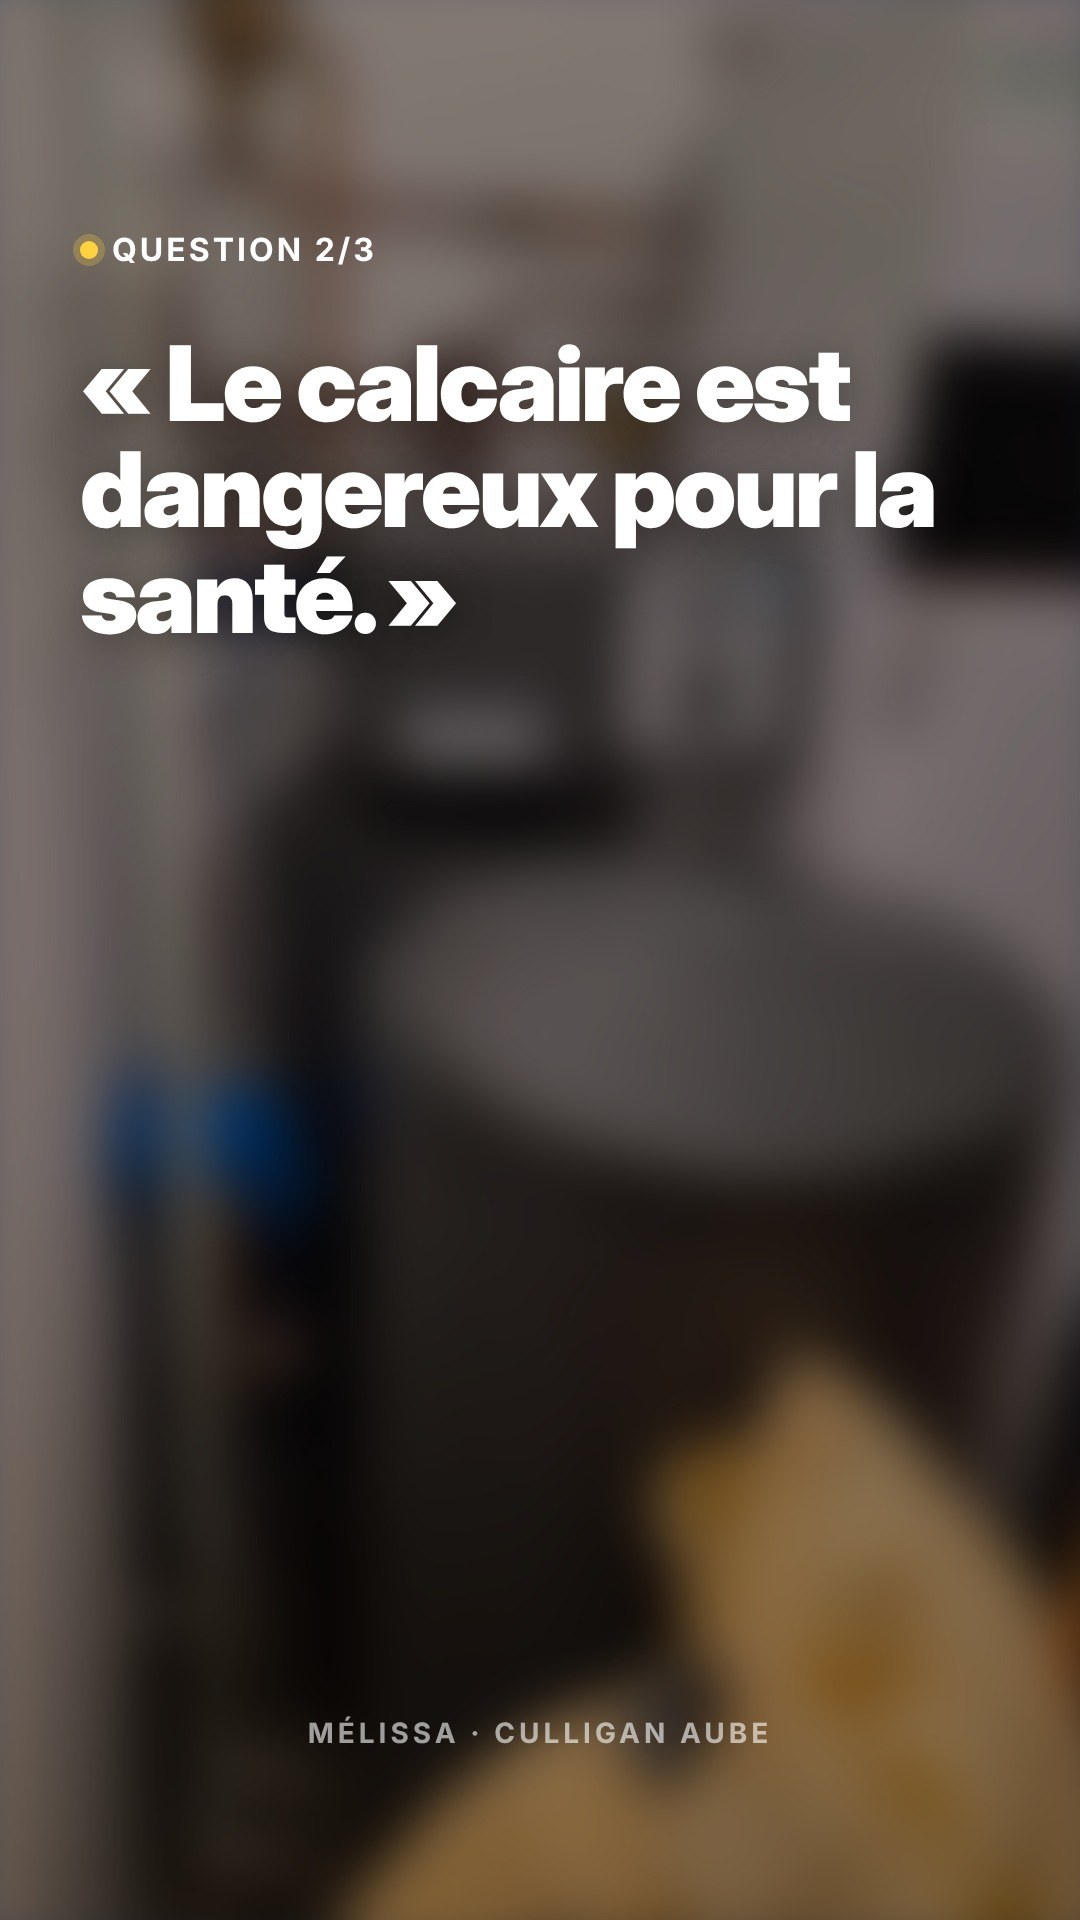 QUESTION 2/3
« Le calcaire est
dangereux pour la
santé. »
MÉLISSA · CULLIGAN AUBE